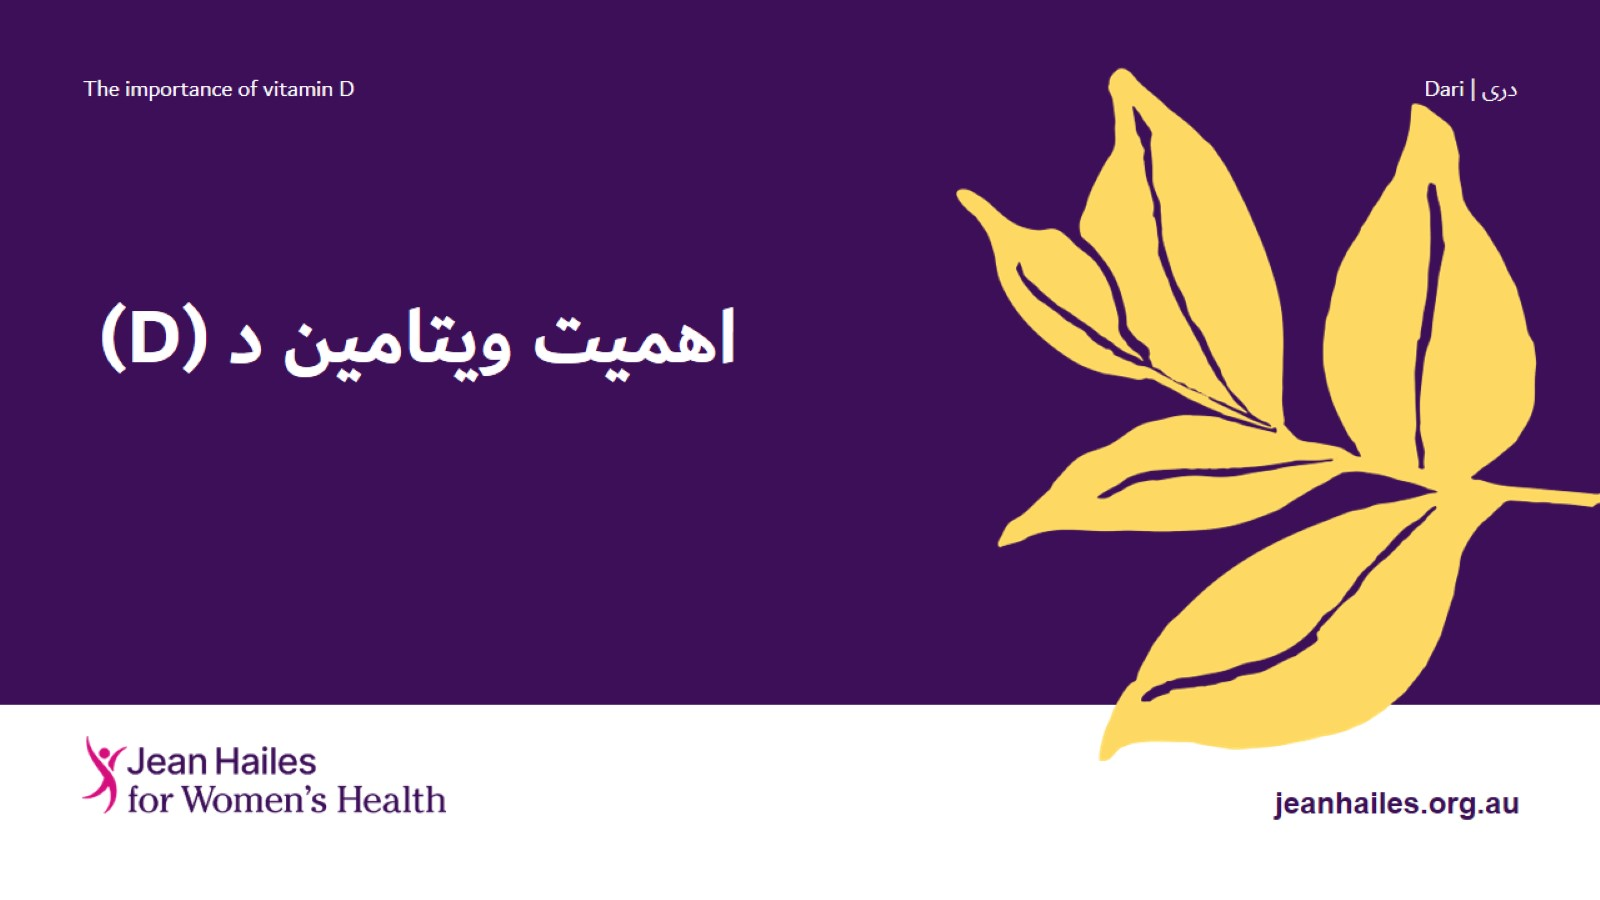 The importance of vitamin D
Dari | دری
اهمیت ویتامین د (D)
Jean Hailes
for Women's Health
jeanhailes.org.au